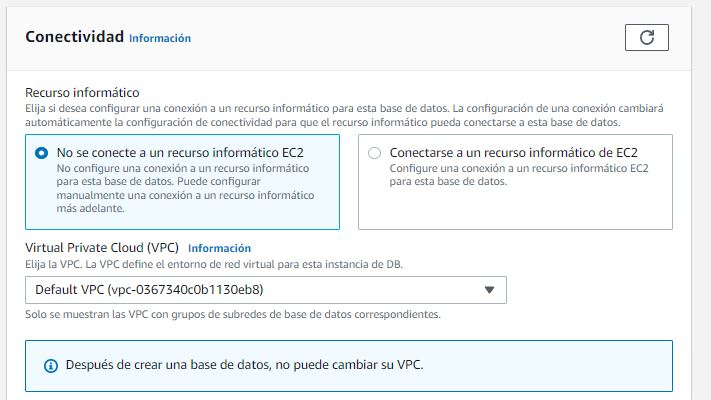 Conectividad Información
Recurso informático
Elija si desea configurar una conexión a un recurso informático para esta base de datos. La configuración de una conexión cambiará
automáticamente la configuración de conectividad para que el recurso informático pueda conectarse a esta base de datos.
No se conecte a un recurso informático EC2
No configure una conexión a un recurso informático
para esta base de datos. Puede configurar
manualmente una conexión a un recurso informático
más adelante.
Conectarse a un recurso informático de EC2
Configure una conexión a un recurso informático EC2
para esta base de datos.
Virtual Private Cloud (VPC) Información
Elija la VPC. La VPC define el entorno de red virtual para esta instancia de DB.
Default VPC (vpc-0367340c0b1130eb8)
Solo se muestran las VPC con grupos de subredes de base de datos correspondientes.
Después de crear una base de datos, no puede cambiar su VPC.